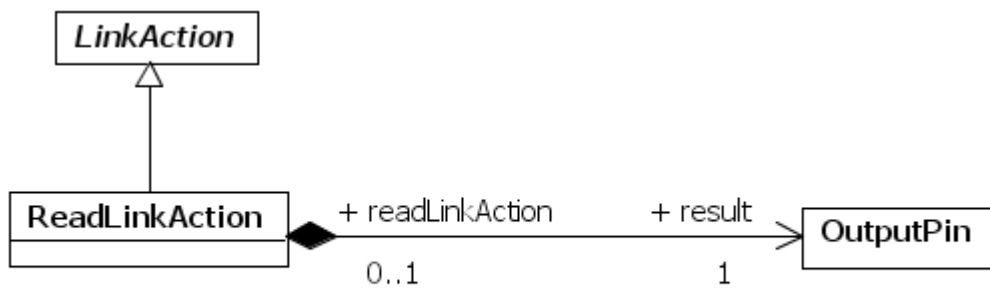 LinkAction
ReadLinkAction
+ readLinkAction
+ result
0..1
1
OutputPin